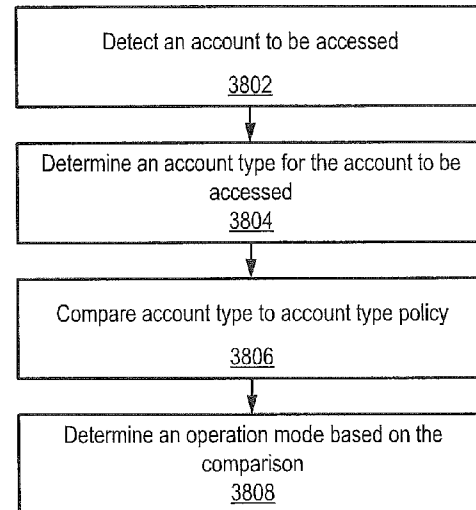 Detect an account to be accessed
3802
Determine an account type for the account to be
accessed
3804
Compare account type to account type policy
3806
Determine an operation mode based on the
comparison
3808